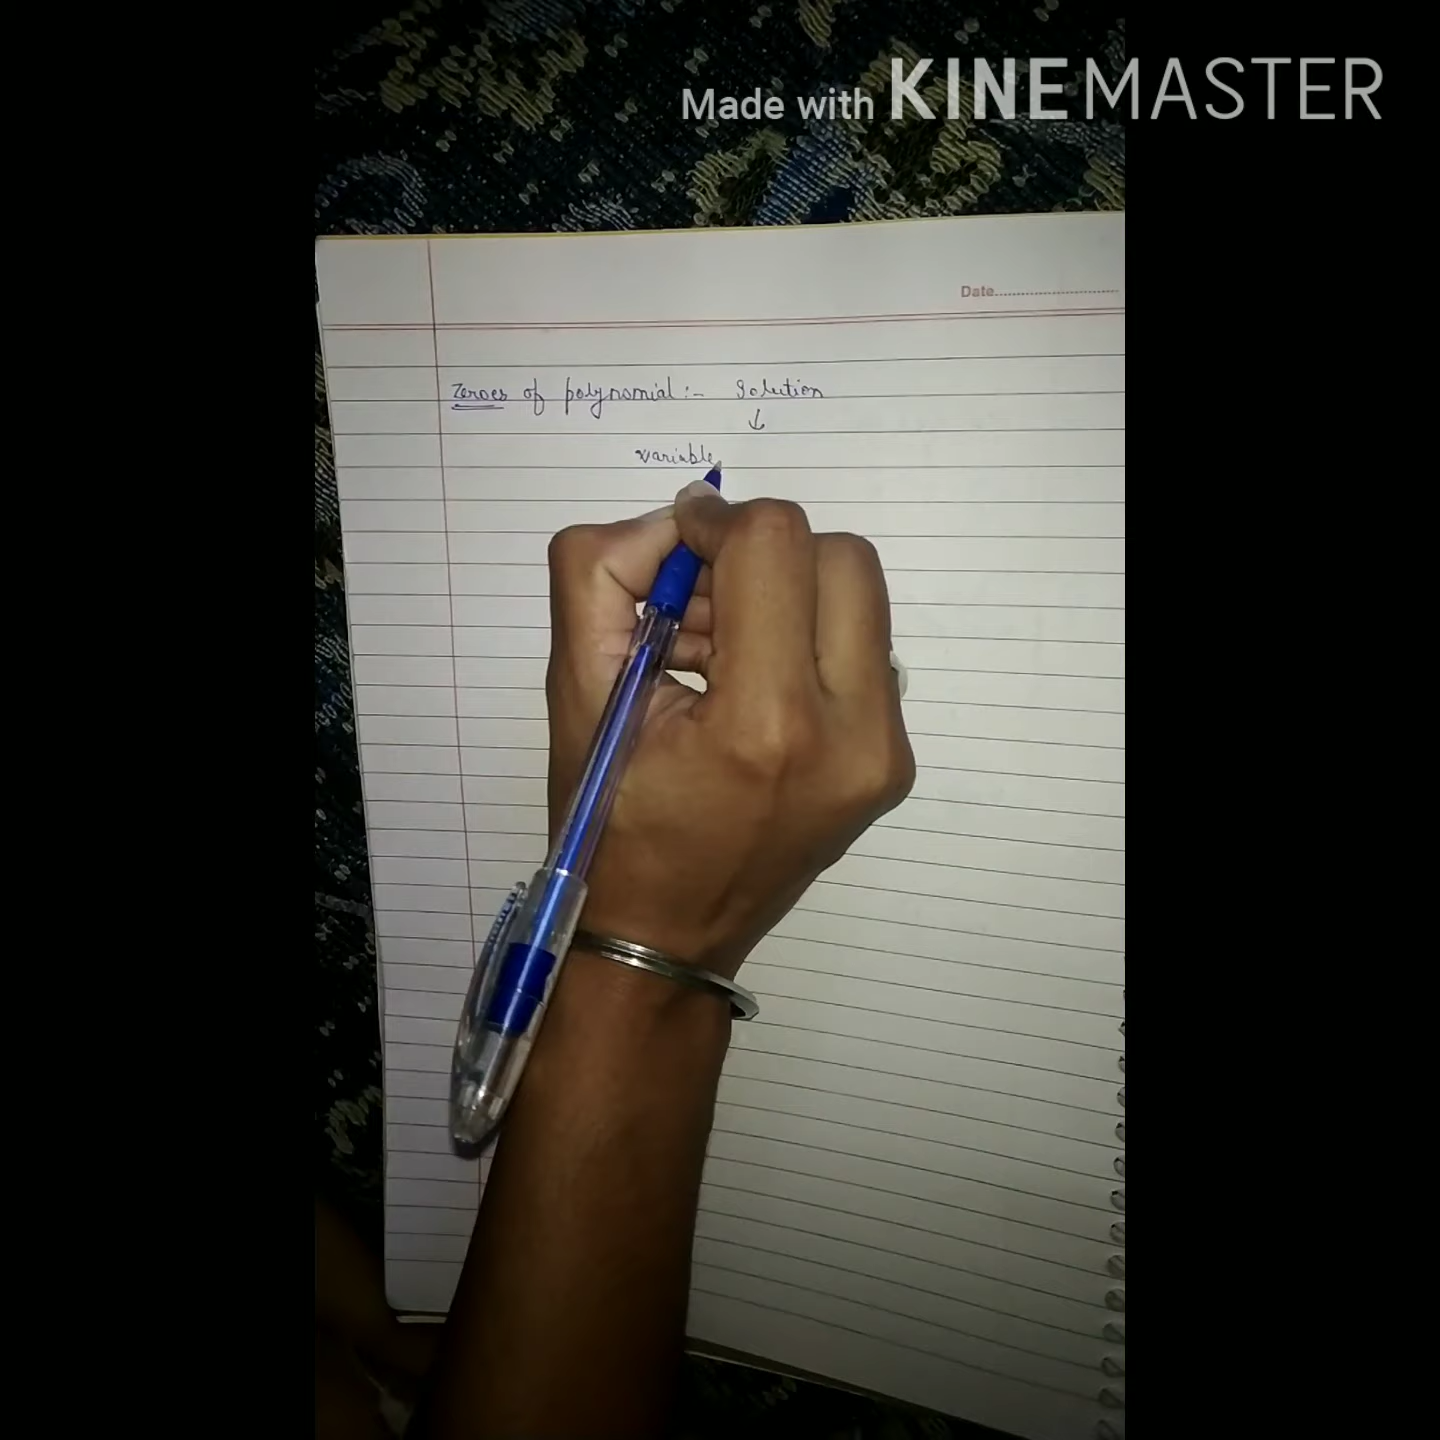 Made with KINEMASTER
Date
Zeroes of polynomial :- Solution
↓
variable